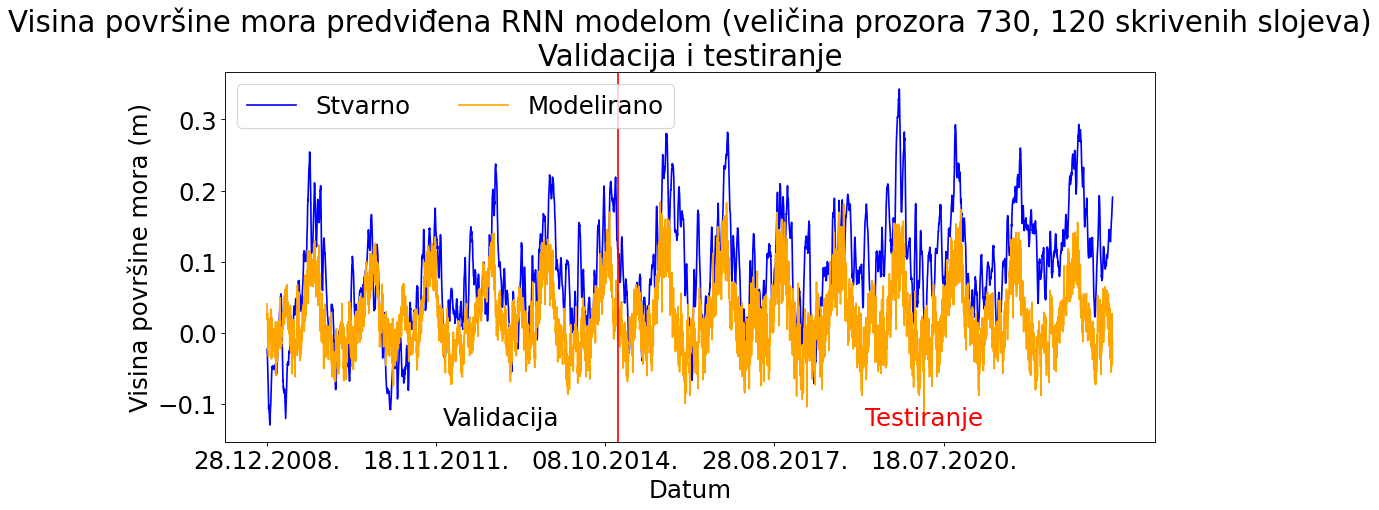 Visina površine mora predviđena RNN modelom (veličina prozora 730, 120 skrivenih slojeva)
Validacija i testiranje
Stvarno Modelirano
Visina površine mora (m)
0.3
0.2
0.1
0.0
−0.1
Validacija Testiranje
28.12.2008. 18.11.2011. 08.10.2014. 28.08.2017. 18.07.2020.
Datum